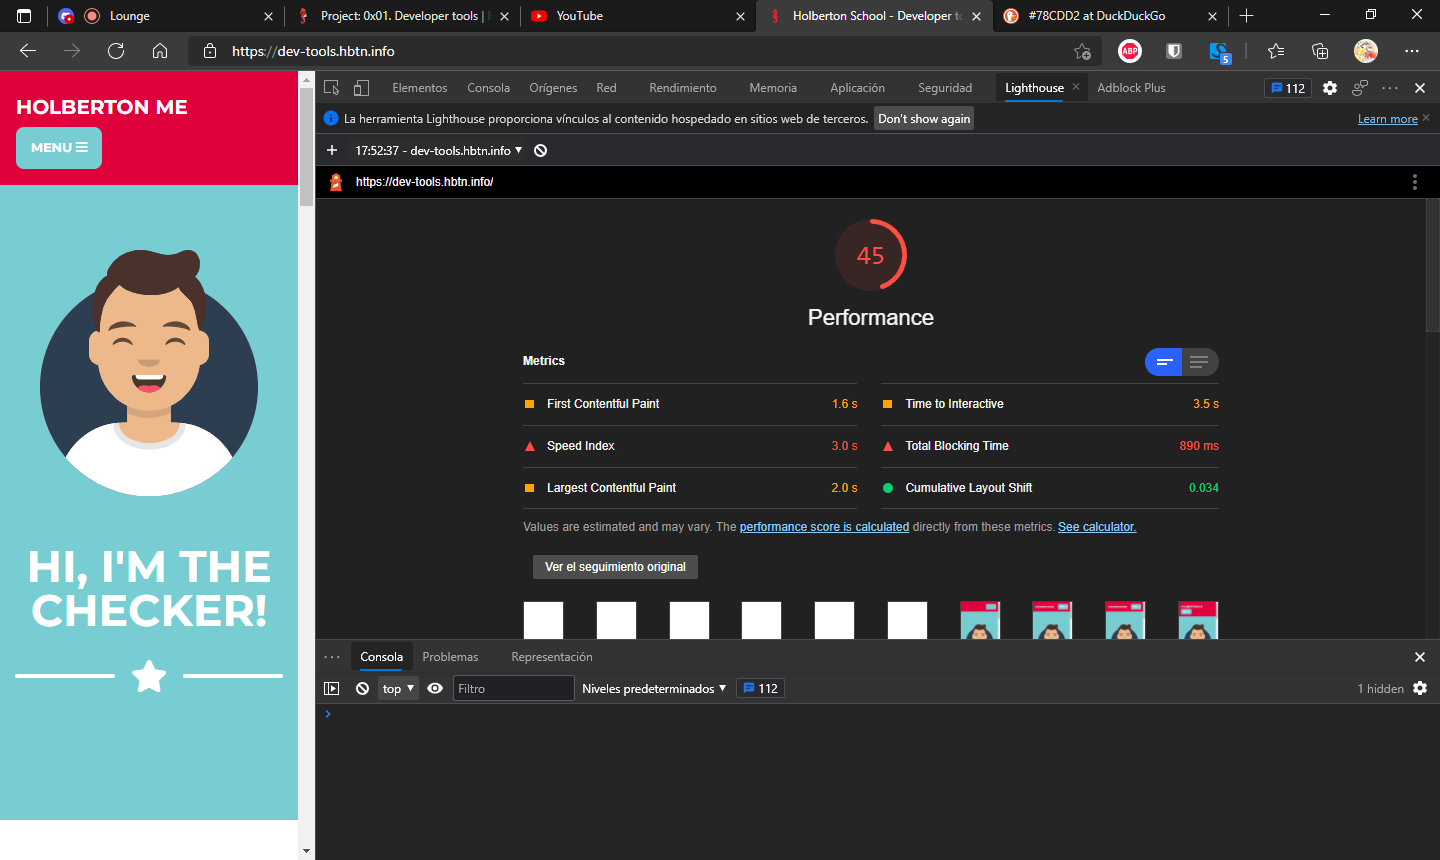 Lounge
Project: 0x01. Developer tools |
YouTube
Holberton School - Developer to
#78CDD2 at DuckDuckGo
https://dev-tools.hbtn.info
ABP
5
HOLBERTON ME
MENU
HI, I'M THE
CHECKER!
Elementos
Consola
Orígenes
Red
Rendimiento
Memoria
Aplicación
Seguridad
Lighthouse
Adblock Plus
112
La herramienta Lighthouse proporciona vínculos al contenido hospedado en sitios web de terceros.
Don't show again
Learn more
17:52:37 - dev-tools.hbtn.info
https://dev-tools.hbtn.info/
45
Performance
Metrics
First Contentful Paint 1.6 s
Time to Interactive 3.5 s
Speed Index 3.0 s
Total Blocking Time 890 ms
Largest Contentful Paint 2.0 s
Cumulative Layout Shift 0.034
Values are estimated and may vary. The performance score is calculated directly from these metrics. See calculator.
Ver el seguimiento original
Consola
Problemas
Representación
top
Filtro
Niveles predeterminados
112
1 hidden